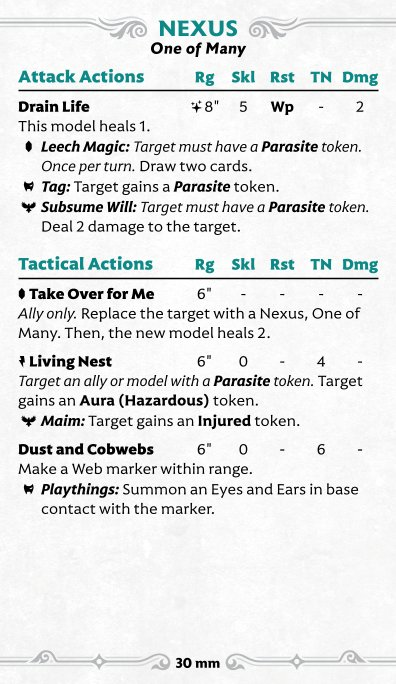 NEXUS
One of Many
Attack Actions Rg Skl Rst TN Dmg
Drain Life 8" 5 Wp - 2
This model heals 1.
Leech Magic: Target must have a Parasite token.
Once per turn. Draw two cards.
Tag: Target gains a Parasite token.
Subsume Will: Target must have a Parasite token.
Deal 2 damage to the target.
Tactical Actions Rg Skl Rst TN Dmg
Take Over for Me 6" - - - -
Ally only. Replace the target with a Nexus, One of
Many. Then, the new model heals 2.
Living Nest 6" 0 - 4 -
Target an ally or model with a Parasite token. Target
gains an Aura (Hazardous) token.
Maim: Target gains an Injured token.
Dust and Cobwebs 6" 0 - 6 -
Make a Web marker within range.
Playthings: Summon an Eyes and Ears in base
contact with the marker.
30 mm